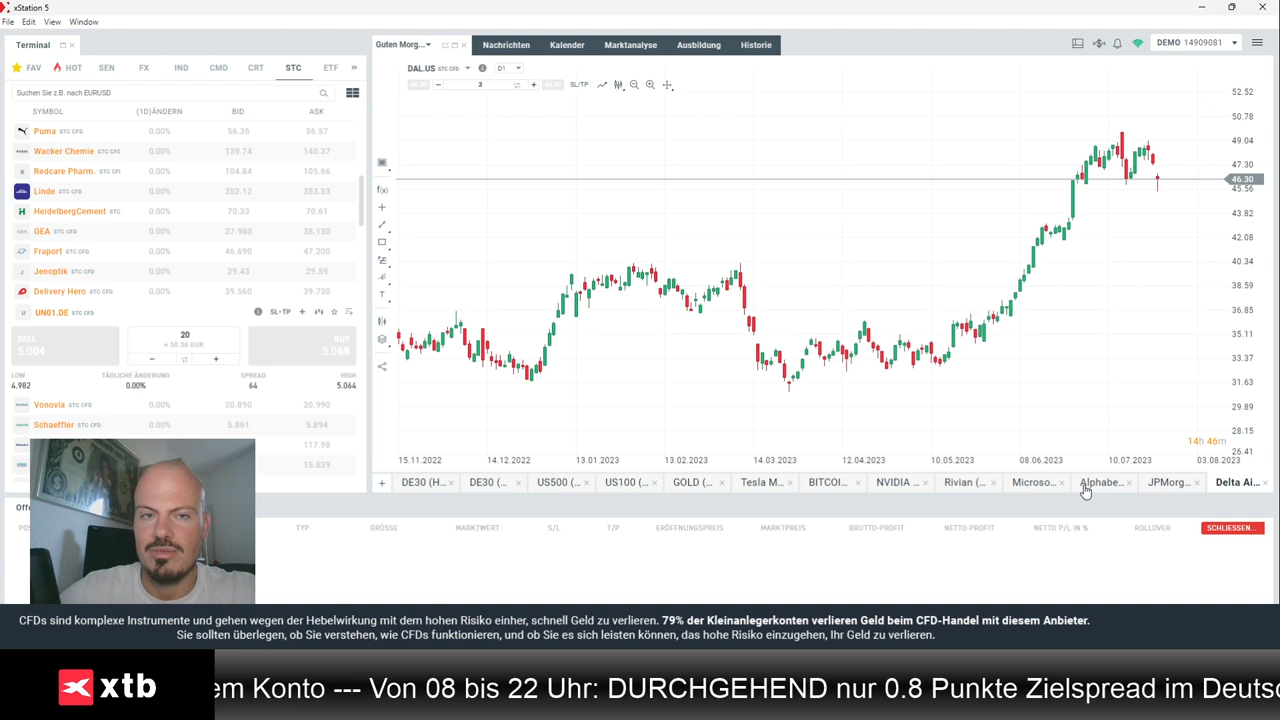 xStation 5
File Edit View Window
Terminal
FAV HOT SEN FX IND CMD CRT STC ETF
Suchen Sie z.B. nach EURUSD
SYMBOL (1D)ÄNDERN BID ASK
Puma STC CFD 0.00% 56.35 56.57
Wacker Chemie STC CFD 0.00% 139.74 140.37
Redcare Pharm. STC CFI 0.00% 104.84 105.66
Linde STC CFD 0.00% 352.12 353.53
HeidelbergCement STC 0.00% 70.33 70.61
GEA STC CFD 0.00% 37.980 38.130
Fraport STC CFD 0.00% 46.690 47.200
Jenoptik STC CFD 0.00% 29.43 29.59
Delivery Hero STC CFD 0.00% 39.560 39.730
U UN01.DE STC CFD SL•TP
SELL 5.004
20
≈ 50.36 EUR
BUY 5.068
LOW TÄGLICHE ÄNDERUNG SPREAD HIGH
4.982 0.00% 64 5.064
Vonovia STC CFD 0.00% 20.890 20.990
Schaeffler STC CFD 0.00% 5.861 5.894
117.98
15.839
Guten Morg... Nachrichten Kalender Marktanalyse Ausbildung Historie
DEMO 14909081
DAL.US STC CFD D1
3 SL/TP
52.52
50.78
49.04
47.30
46.30
45.56
43.82
42.08
40.34
38.59
36.85
35.11
33.37
31.63
29.89
28.15
26.41
14h 46m
15.11.2022 14.12.2022 13.01.2023 13.02.2023 14.03.2023 12.04.2023 10.05.2023 08.06.2023 10.07.2023 03.08.2023
DE30 (H... DE30 (... US500 (... US100 (... GOLD (... Tesla M... BITCOI... NVIDIA ... Rivian (... Microso... Alphabe... JPMorg... Delta Ai...
TYP GRÖSSE MARKTWERT S/L T/P ERÖFFNUNGSPREIS MARKTPREIS BRUTTO-PROFIT NETTO-PROFIT NETTO P/L IN % ROLLOVER SCHLIESSEN...
CFDs sind komplexe Instrumente und gehen wegen der Hebelwirkung mit dem hohen Risiko einher, schnell Geld zu verlieren. 79% der Kleinanlegerkonten verlieren Geld beim CFD-Handel mit diesem Anbieter.
Sie sollten überlegen, ob Sie verstehen, wie CFDs funktionieren, und ob Sie es sich leisten können, das hohe Risiko einzugehen, Ihr Geld zu verlieren.
xtb
em Konto --- Von 08 bis 22 Uhr: DURCHGEHEND nur 0.8 Punkte Zielspread im Deutsc